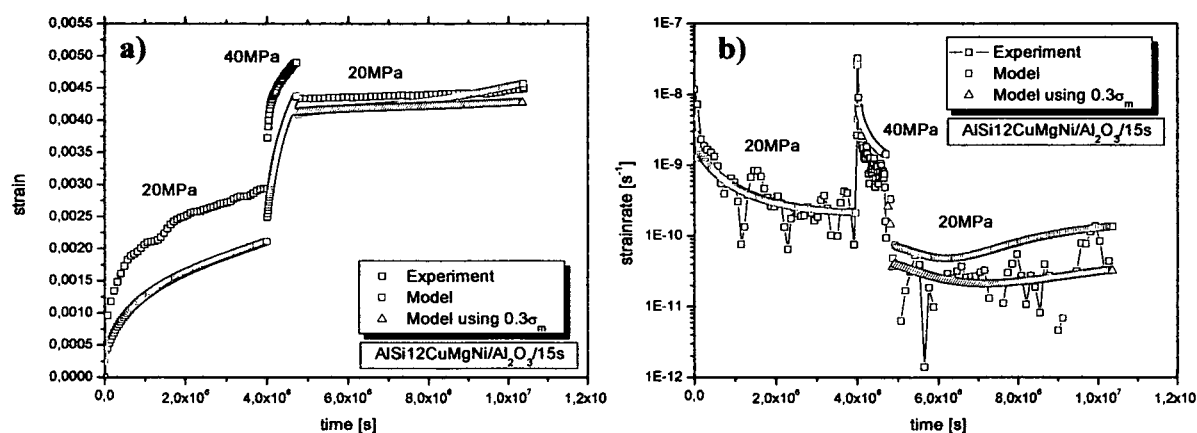 a)
0,0055
0,0050
0,0045
0,0040
0,0035
0,0030
0,0025
0,0020
0,0015
0,0010
0,0005
0,0000
strain
40MPa
20MPa
20MPa
Experiment
Model
Model using 0.3σm
AlSi12CuMgNi/Al2O3/15s
0,0
2,0x10⁶
4,0x10⁶
6,0x10⁶
8,0x10⁶
1,0x10⁷
1,2x10⁷
time [s]
b)
1E-7
1E-8
1E-9
1E-10
1E-11
1E-12
strainrate [s⁻¹]
Experiment
Model
Model using 0.3σm
AlSi12CuMgNi/Al2O3/15s
20MPa
40MPa
20MPa
0,0
2,0x10⁶
4,0x10⁶
6,0x10⁶
8,0x10⁶
1,0x10⁷
1,2x10⁷
time [s]